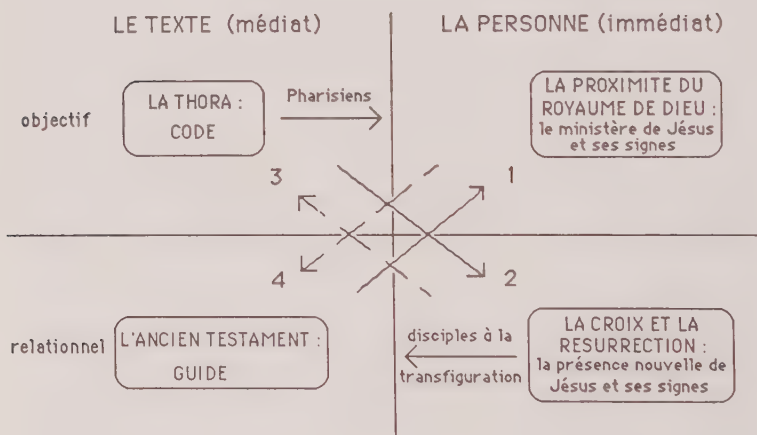 LE TEXTE (médiat)
LA PERSONNE (immédiat)
objectif
LA THORA :
CODE
Pharisiens
LA PROXIMITE DU
ROYAUME DE DIEU :
le ministère de Jésus
et ses signes
3
1
4
2
relationnel
L'ANCIEN TESTAMENT :
GUIDE
disciples à la
transfiguration
LA CROIX ET LA
RESURRECTION :
la présence nouvelle de
Jésus et ses signes